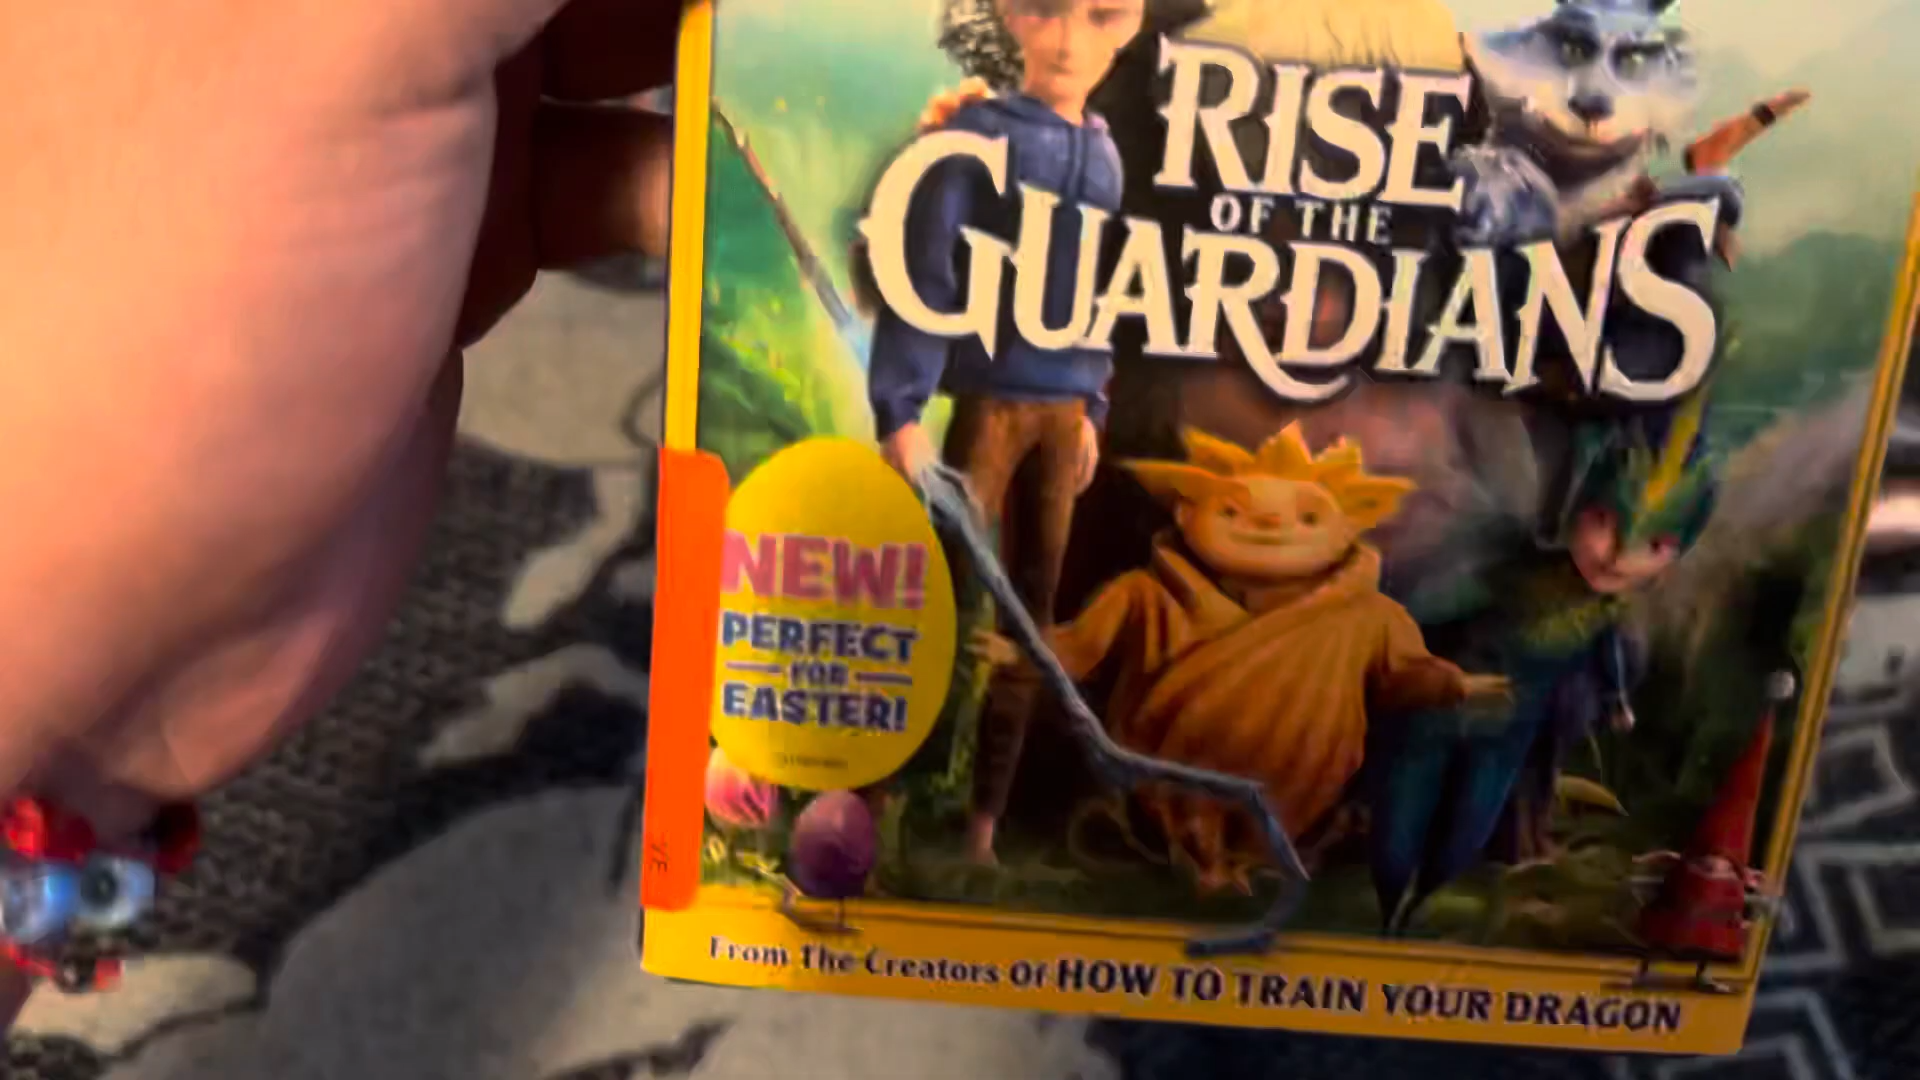 RISE
OF THE
GUARDIANS
NEW!
PERFECT
FOR
EASTER!
From The Creators Of HOW TO TRAIN YOUR DRAGON